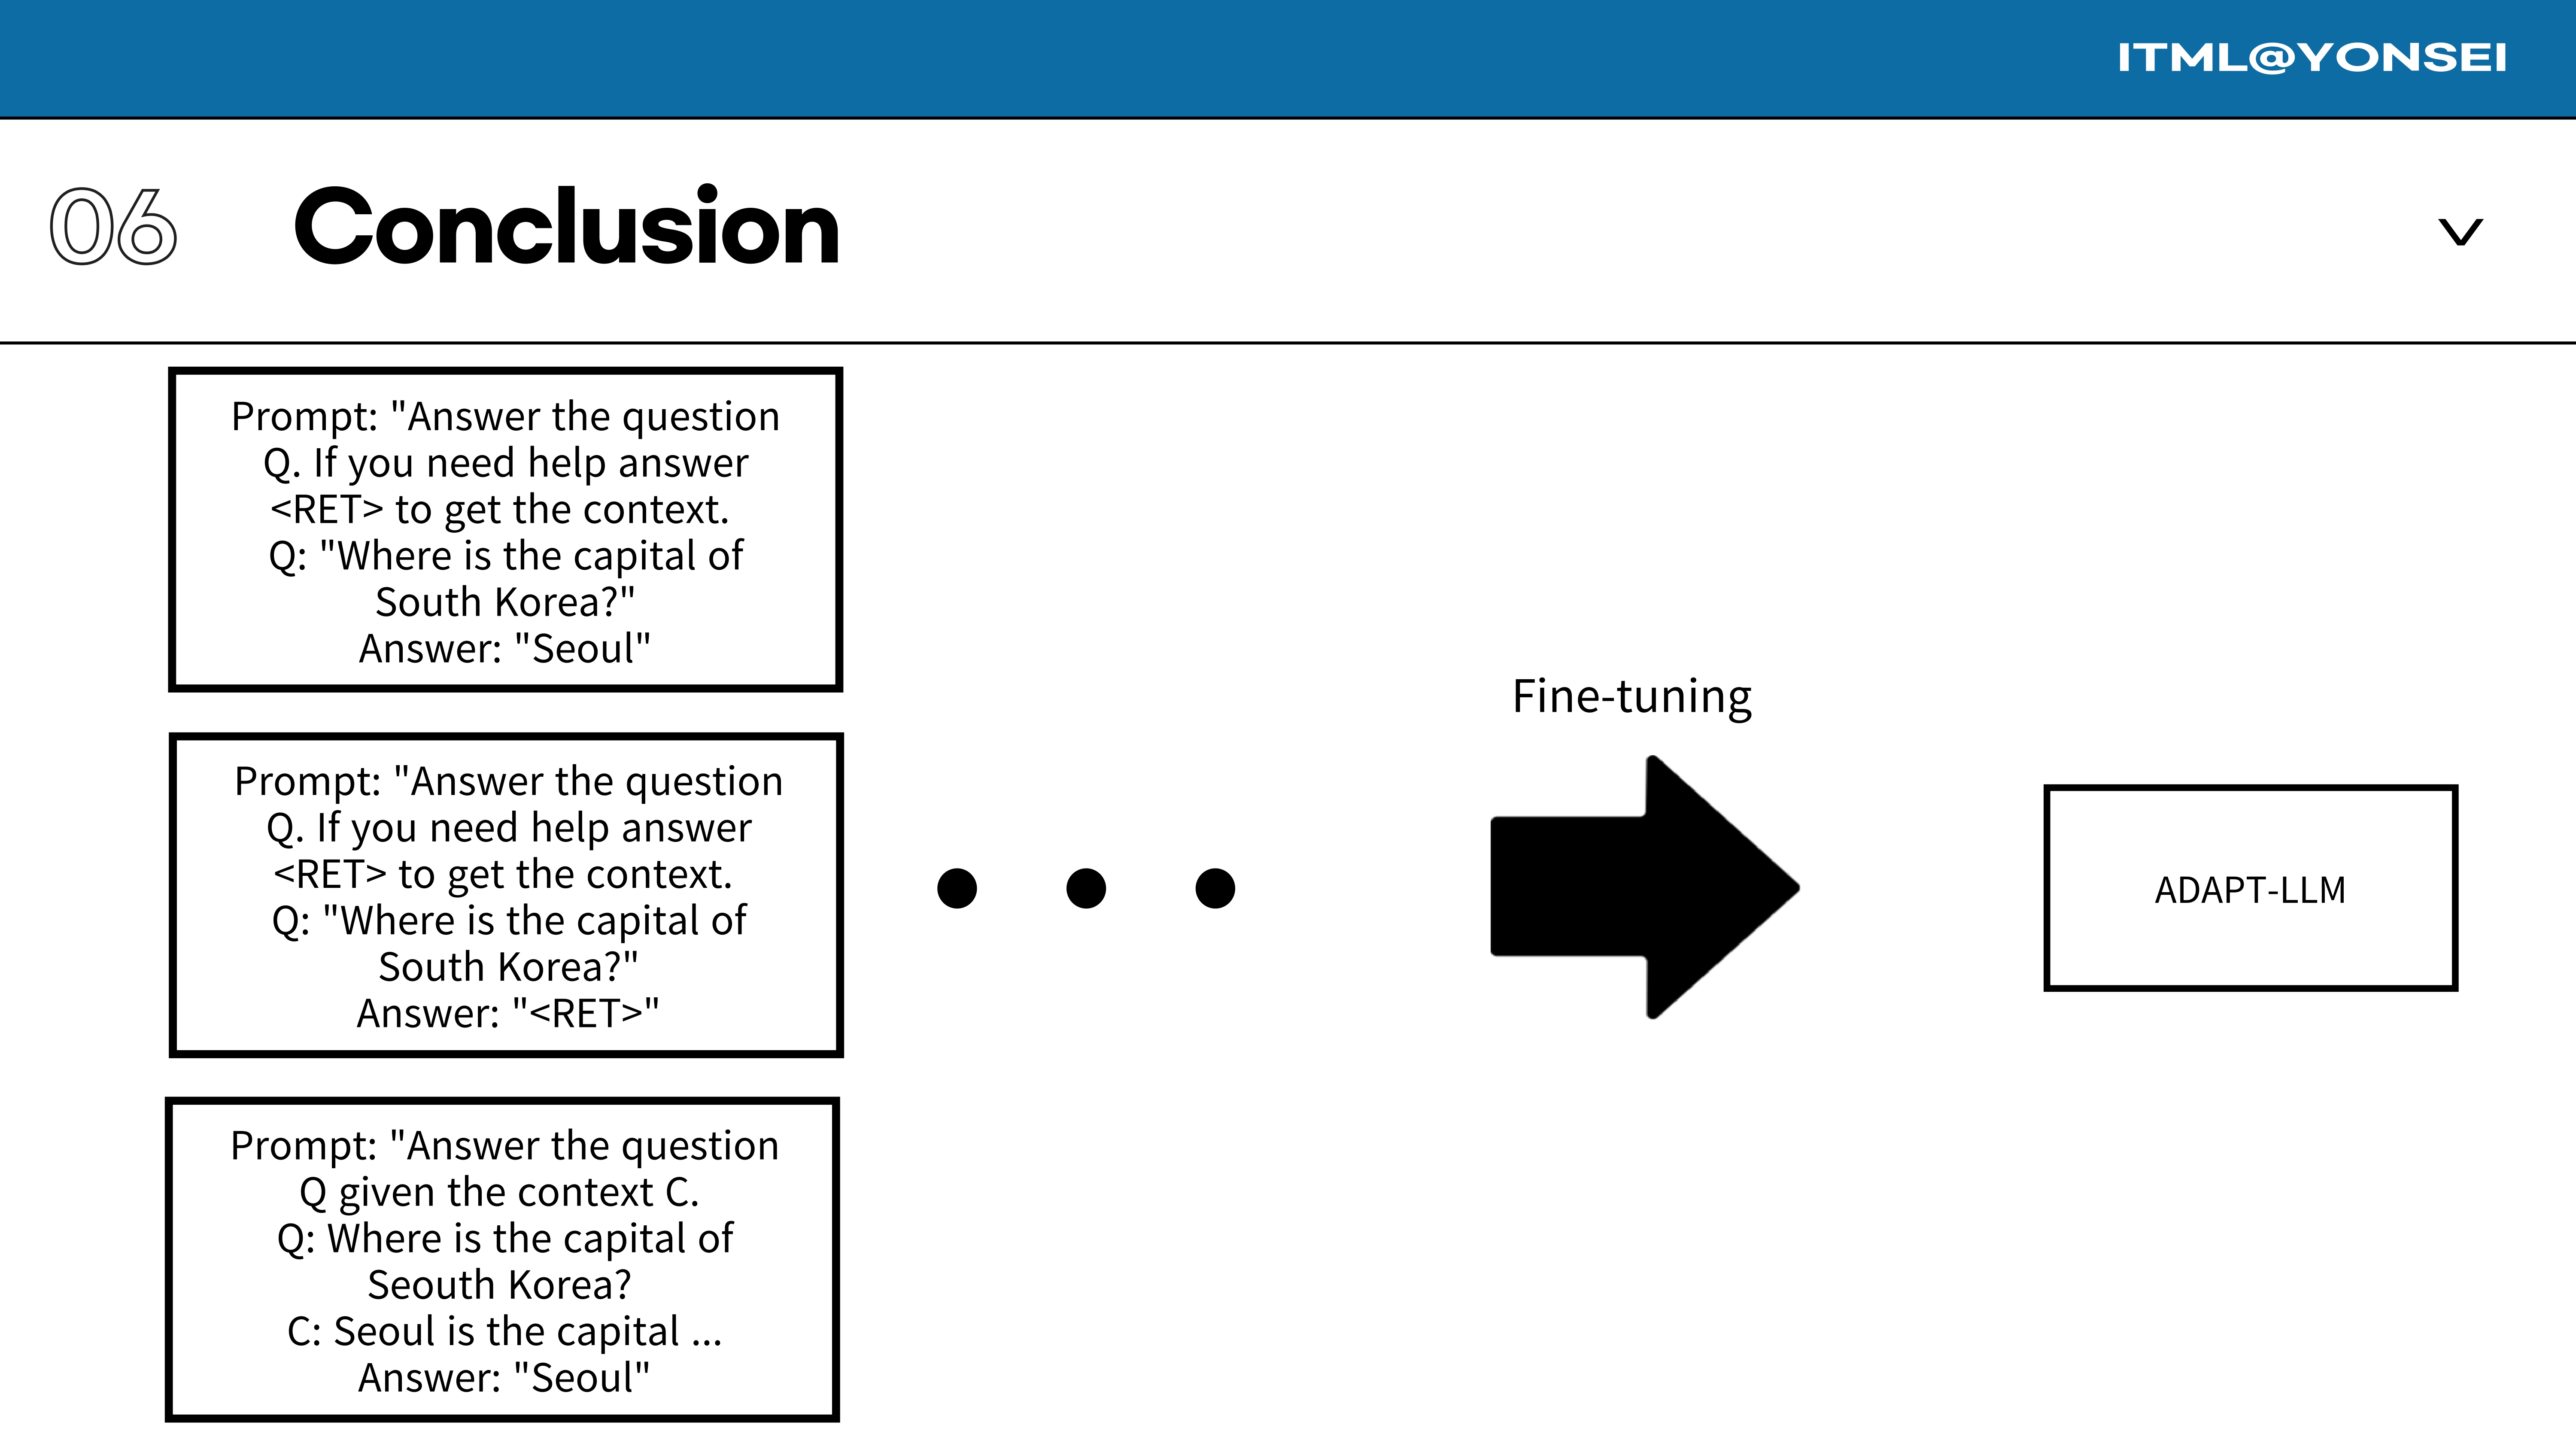 ITML@YONSEI
06 Conclusion
Prompt: "Answer the question
Q. If you need help answer
<RET> to get the context.
Q: "Where is the capital of
South Korea?"
Answer: "Seoul"
Prompt: "Answer the question
Q. If you need help answer
<RET> to get the context.
Q: "Where is the capital of
South Korea?"
Answer: "<RET>"
Prompt: "Answer the question
Q given the context C.
Q: Where is the capital of
Seouth Korea?
C: Seoul is the capital ...
Answer: "Seoul"
Fine-tuning
ADAPT-LLM